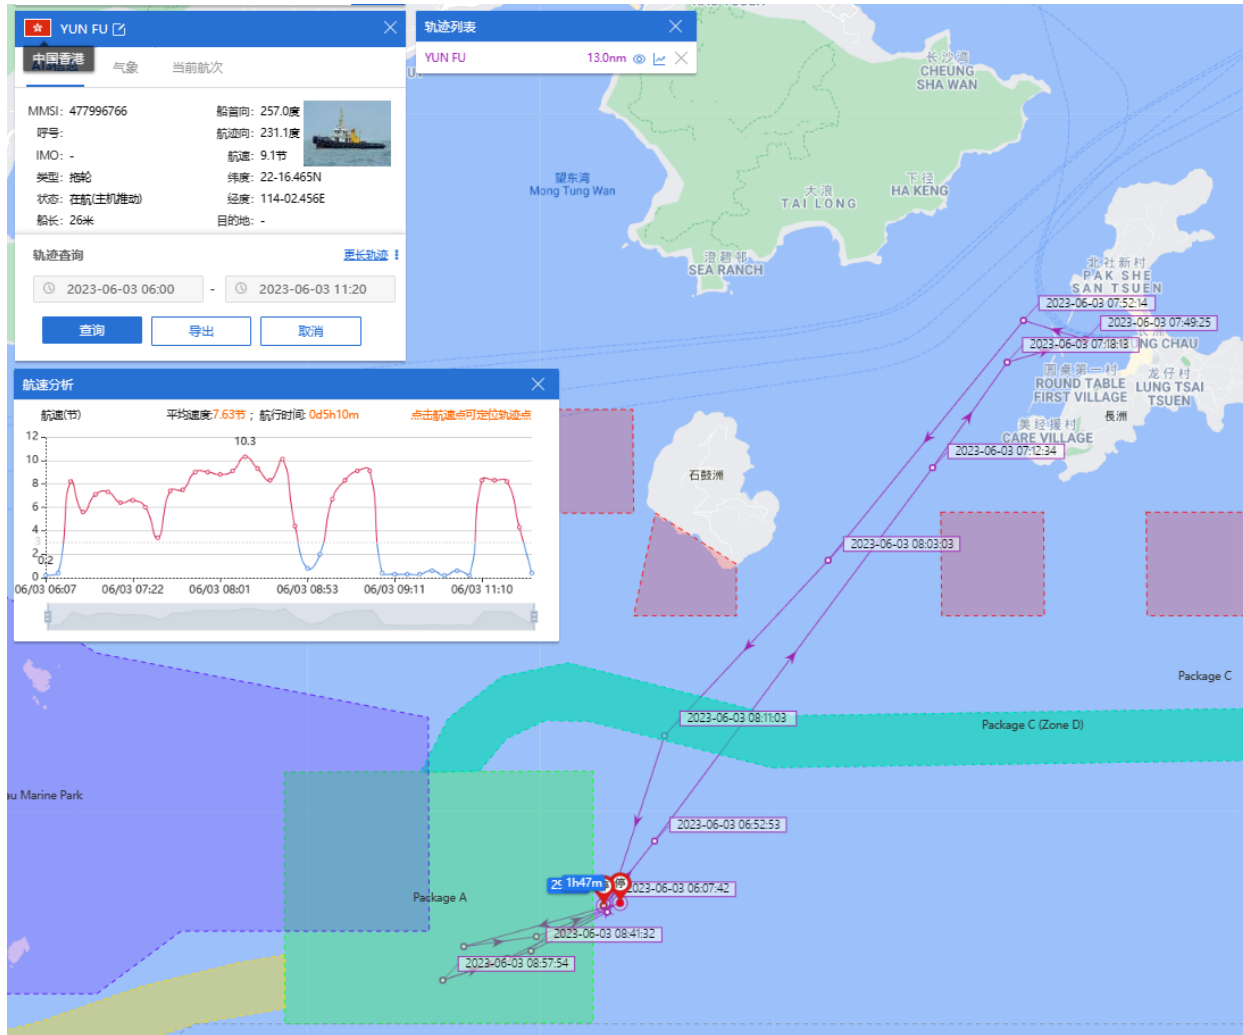 YUN FU
中国香港
气象
当前航次
MMSI: 477996766
船首向: 257.0度
呼号:
航迹向: 231.1度
IMO: -
航速: 9.1节
类型: 拖轮
纬度: 22-16.465N
状态: 在航(主机推动)
经度: 114-02.456E
船长: 26米
目的地: -
轨迹查询
更长轨迹
2023-06-03 06:00 - 2023-06-03 11:20
查询
导出
取消
轨迹列表
YUN FU 13.0nm
航速分析
航速(节)
平均速度:7.63节 ; 航行时间: 0d5h10m
点击航速点可定位轨迹点
12
10
8
6
4
3
2
0
10.3
0.2
06/03 06:07 06/03 07:22 06/03 08:01 06/03 08:53 06/03 09:11 06/03 11:10
长沙湾
CHEUNG
SHA WAN
望东湾
Mong Tung Wan
下径
HA KENG
大浪
TAI LONG
澄碧邨
SEA RANCH
北社新村
PAK SHE
SAN TSUEN
2023-06-03 07:52:14
2023-06-03 07:49:25
2023-06-03 07:18:13
UNG CHAU
圆桌第一村
ROUND TABLE
FIRST VILLAGE
龙仔村
LUNG TSAI
TSUEN
長洲
美经援村
CARE VILLAGE
2023-06-03 07:12:34
石鼓洲
2023-06-03 08:03:03
Package C
2023-06-03 08:11:03
Package C (Zone D)
au Marine Park
2023-06-03 06:52:53
1h47m
停
2023-06-03 06:07:42
Package A
2023-06-03 08:41:32
2023-06-03 08:57:54